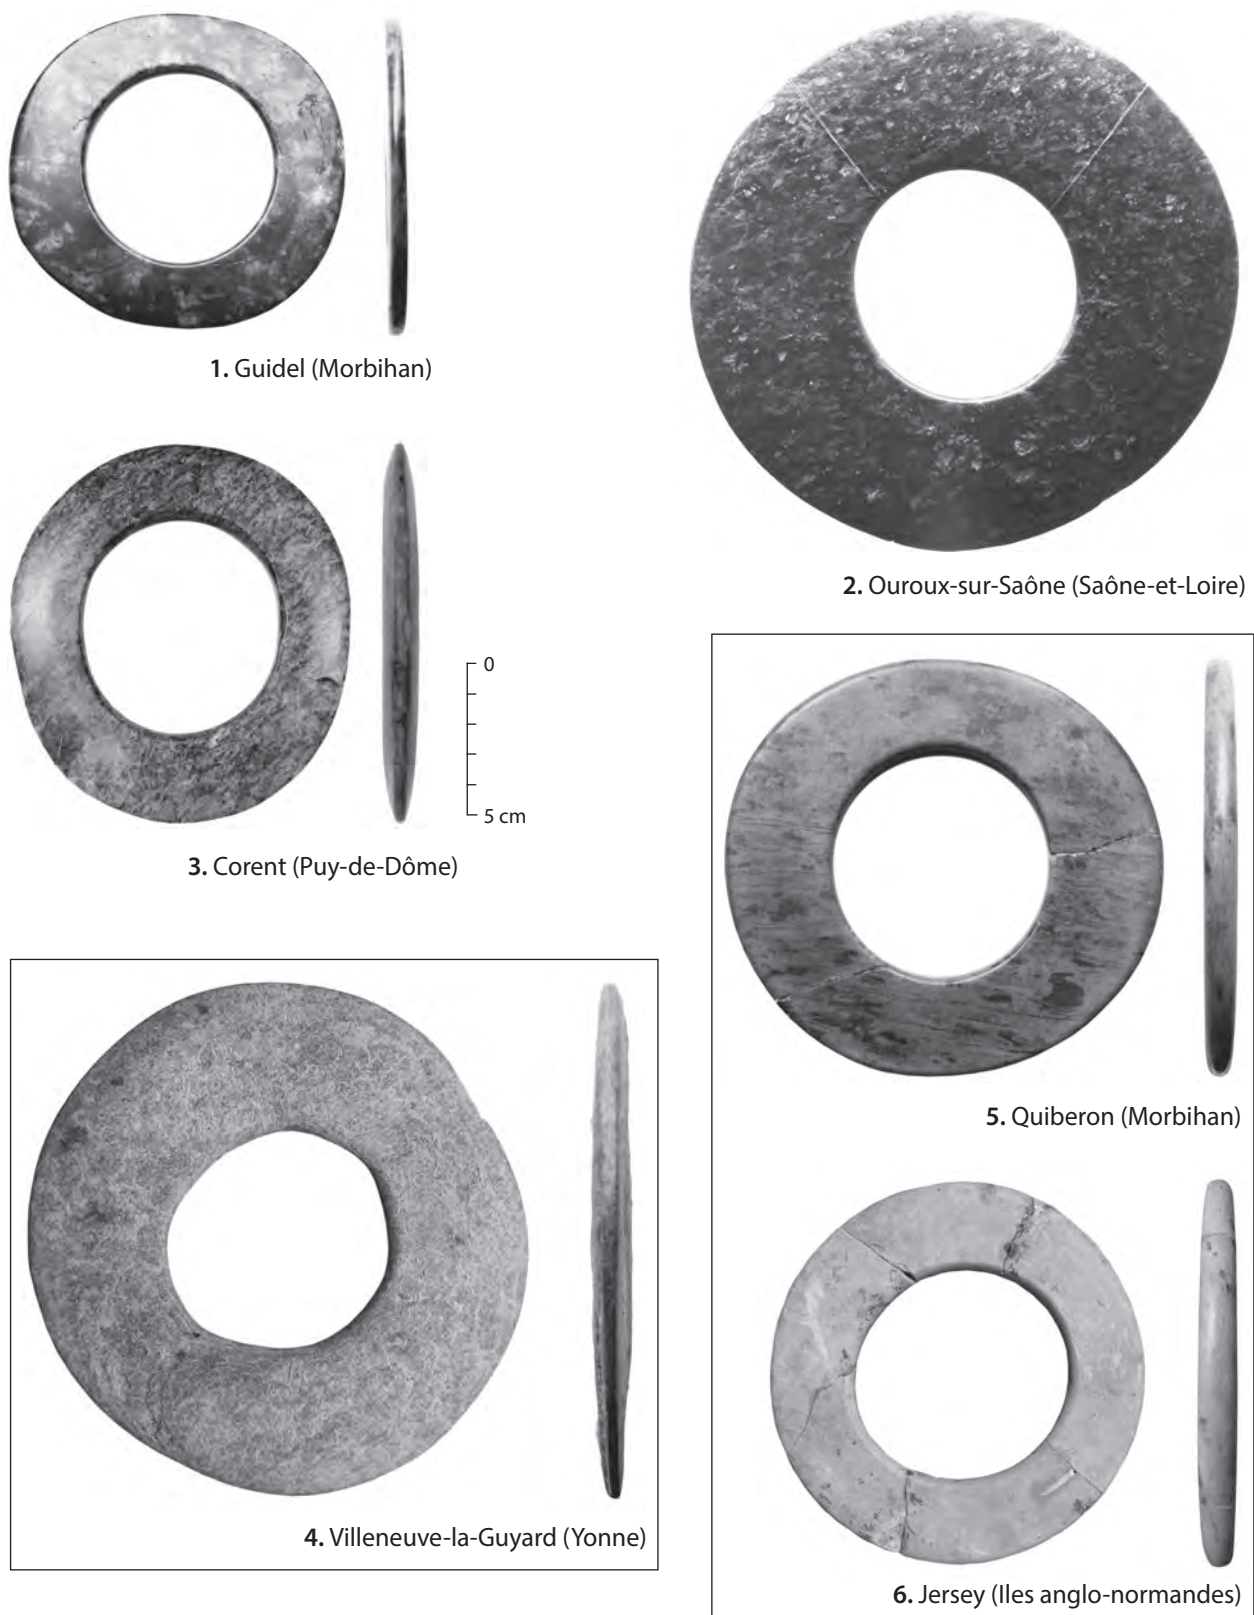 1. Guidel (Morbihan)
2. Ouroux-sur-Saône (Saône-et-Loire)
3. Corent (Puy-de-Dôme)
0
5 cm
4. Villeneuve-la-Guyard (Yonne)
5. Quiberon (Morbihan)
6. Jersey (Iles anglo-normandes)